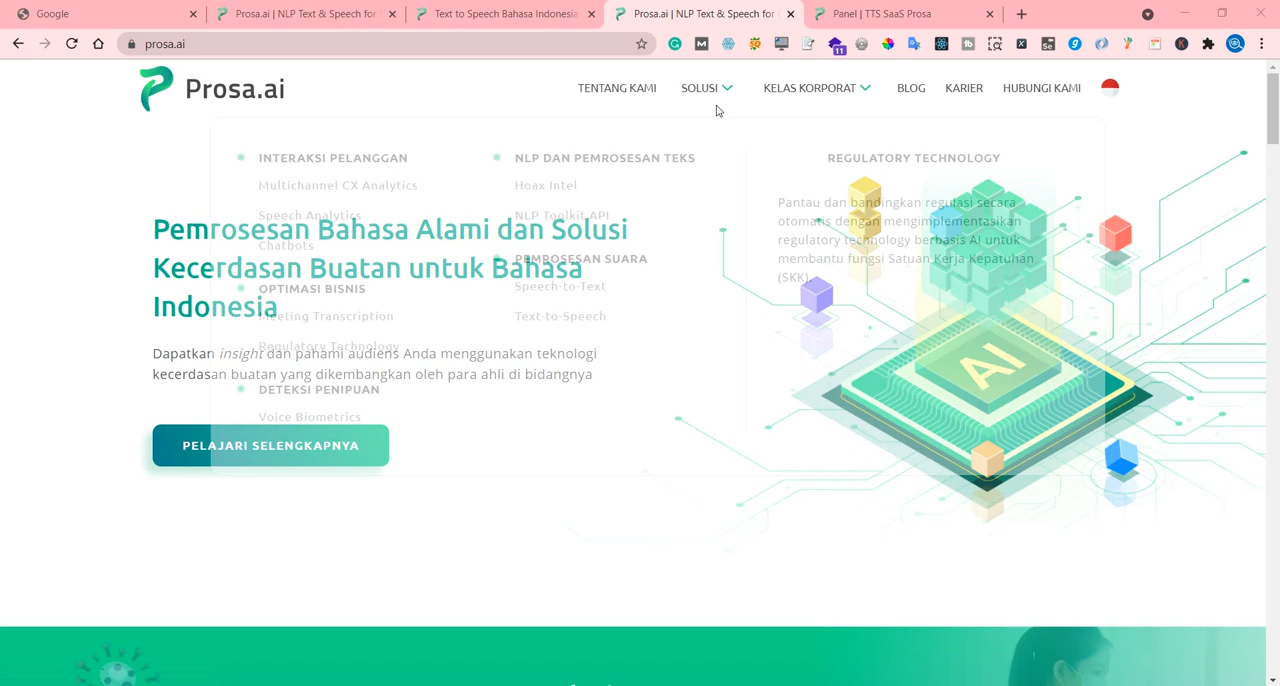 Google
Prosa.ai | NLP Text & Speech for
Text to Speech Bahasa Indonesia
Prosa.ai | NLP Text & Speech for
Panel | TTS SaaS Prosa
prosa.ai
11
Prosa.ai
TENTANG KAMI
SOLUSI
KELAS KORPORAT
BLOG
KARIER
HUBUNGI KAMI
INTERAKSI PELANGGAN
Multichannel CX Analytics
Speech Analytics
Chatbots
OPTIMASI BISNIS
Meeting Transcription
Regulatory Technology
DETEKSI PENIPUAN
Voice Biometrics
NLP DAN PEMROSESAN TEKS
Hoax Intel
NLP Toolkit API
PEMROSESAN SUARA
Speech-to-Text
Text-to-Speech
REGULATORY TECHNOLOGY
Pantau dan bandingkan regulasi secara
otomatis dengan mengimplementasikan
regulatory technology berbasis AI untuk
membantu fungsi Satuan Kerja Kepatuhan
(SKK).
Pemrosesan Bahasa Alami dan Solusi
Kecerdasan Buatan untuk Bahasa
Indonesia
Dapatkan insight dan pahami audiens Anda menggunakan teknologi
kecerdasan buatan yang dikembangkan oleh para ahli di bidangnya
PELAJARI SELENGKAPNYA
AI